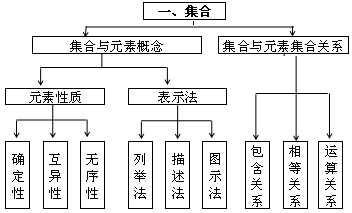 一、集合
集合与元素概念
集合与元素集合关系
元素性质
表示法
确定性
互异性
无序性
列举法
描述法
图示法
包含关系
相等关系
运算关系